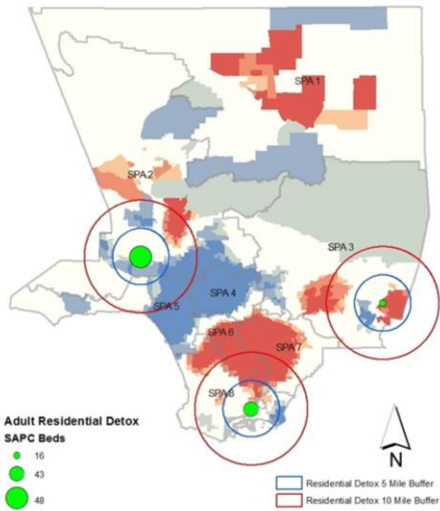 SPA 1
SPA 2
SPA 3
SPA 4
SPA 5
SPA 6
SPA 7
SPA 8
Adult Residential Detox
SAPC Beds
16
43
48
N
Residential Detox 5 Mile Buffer
Residential Detox 10 Mile Buffer